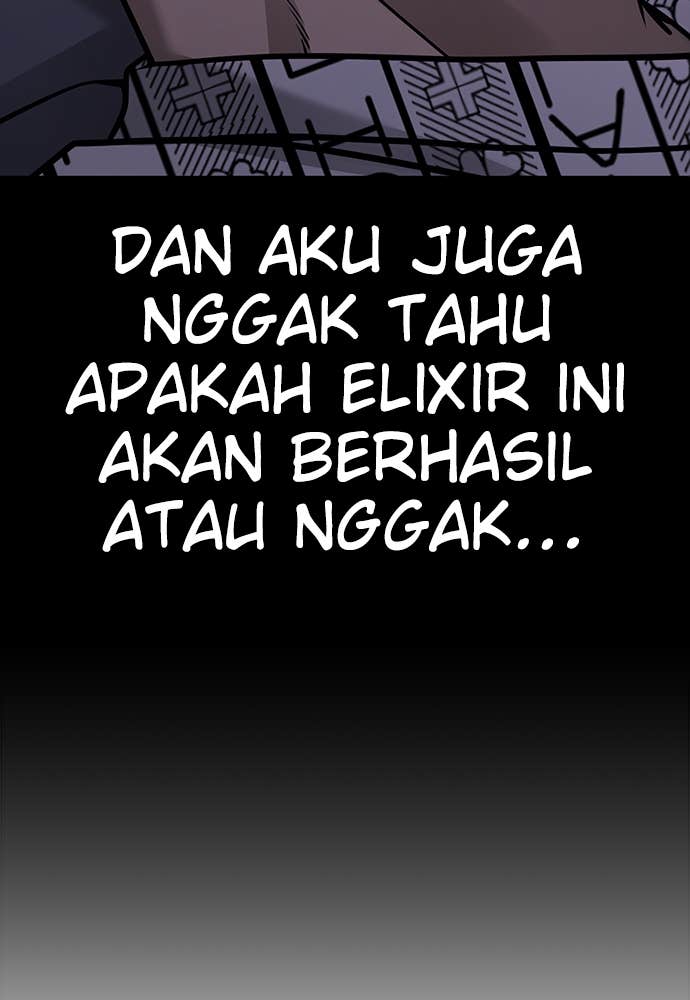 DAN AKU JUGA
NGGAK TAHU
APAKAH ELIXIR INI
AKAN BERHASIL
ATAU NGGAK...